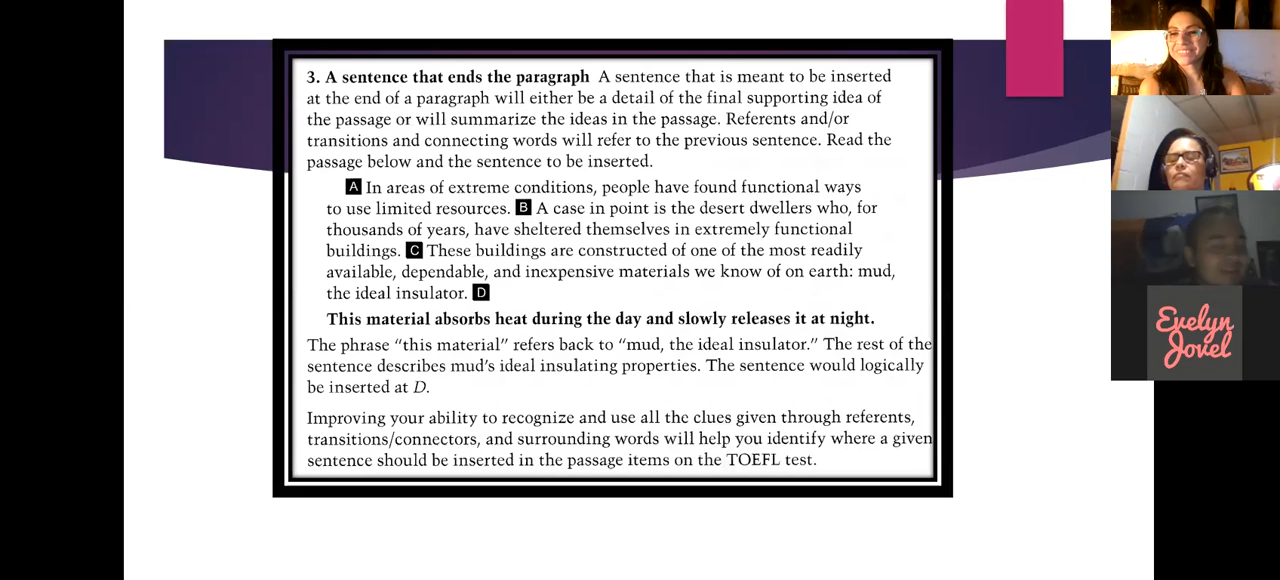 3. A sentence that ends the paragraph A sentence that is meant to be inserted
at the end of a paragraph will either be a detail of the final supporting idea of
the passage or will summarize the ideas in the passage. Referents and/or
transitions and connecting words will refer to the previous sentence. Read the
passage below and the sentence to be inserted.
A In areas of extreme conditions, people have found functional ways
to use limited resources. B A case in point is the desert dwellers who, for
thousands of years, have sheltered themselves in extremely functional
buildings. C These buildings are constructed of one of the most readily
available, dependable, and inexpensive materials we know of on earth: mud,
the ideal insulator. D
This material absorbs heat during the day and slowly releases it at night.
The phrase “this material” refers back to “mud, the ideal insulator.” The rest of the
sentence describes mud’s ideal insulating properties. The sentence would logically
be inserted at D.
Improving your ability to recognize and use all the clues given through referents,
transitions/connectors, and surrounding words will help you identify where a given
sentence should be inserted in the passage items on the TOEFL test.
Evelyn
Jovel